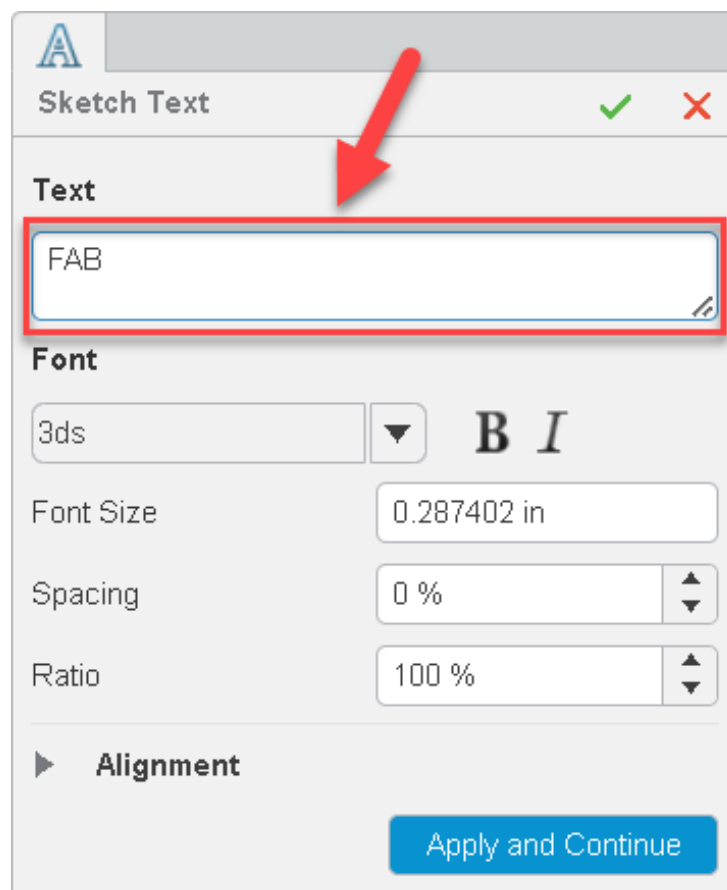 A
Sketch Text
Text
FAB
Font
3ds
B I
Font Size
0.287402 in
Spacing
0 %
Ratio
100 %
Alignment
Apply and Continue